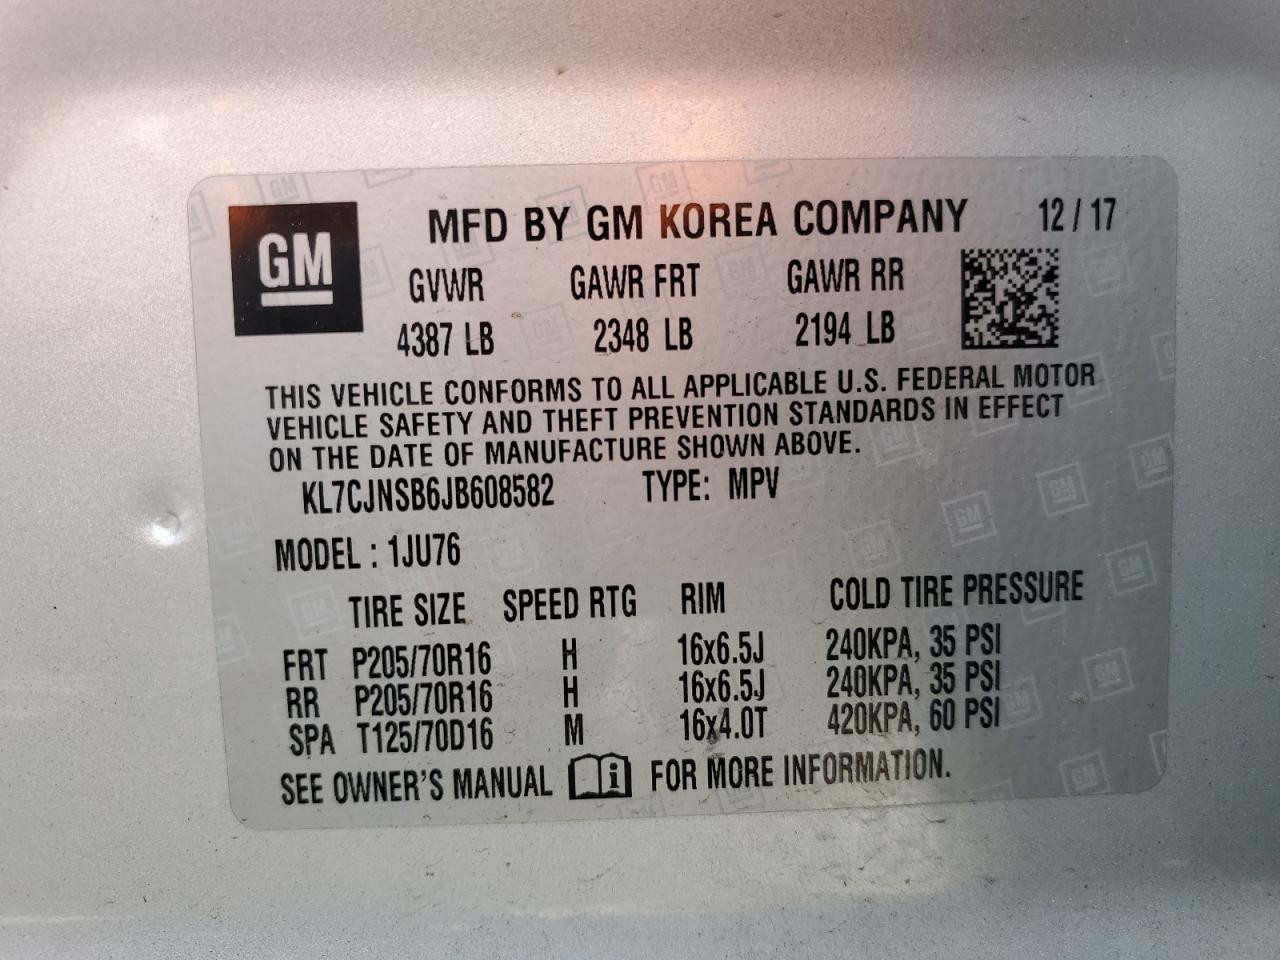 GM MFD BY GM KOREA COMPANY 12 / 17
GVWR GAWR FRT GAWR RR
4387 LB 2348 LB 2194 LB
THIS VEHICLE CONFORMS TO ALL APPLICABLE U.S. FEDERAL MOTOR
VEHICLE SAFETY AND THEFT PREVENTION STANDARDS IN EFFECT
ON THE DATE OF MANUFACTURE SHOWN ABOVE.
KL7CJNSB6JB608582 TYPE: MPV
MODEL : 1JU76
TIRE SIZE SPEED RTG RIM COLD TIRE PRESSURE
FRT P205/70R16 H 16x6.5J 240KPA, 35 PSI
RR P205/70R16 H 16x6.5J 240KPA, 35 PSI
SPA T125/70D16 M 16x4.0T 420KPA, 60 PSI
SEE OWNER'S MANUAL i FOR MORE INFORMATION.